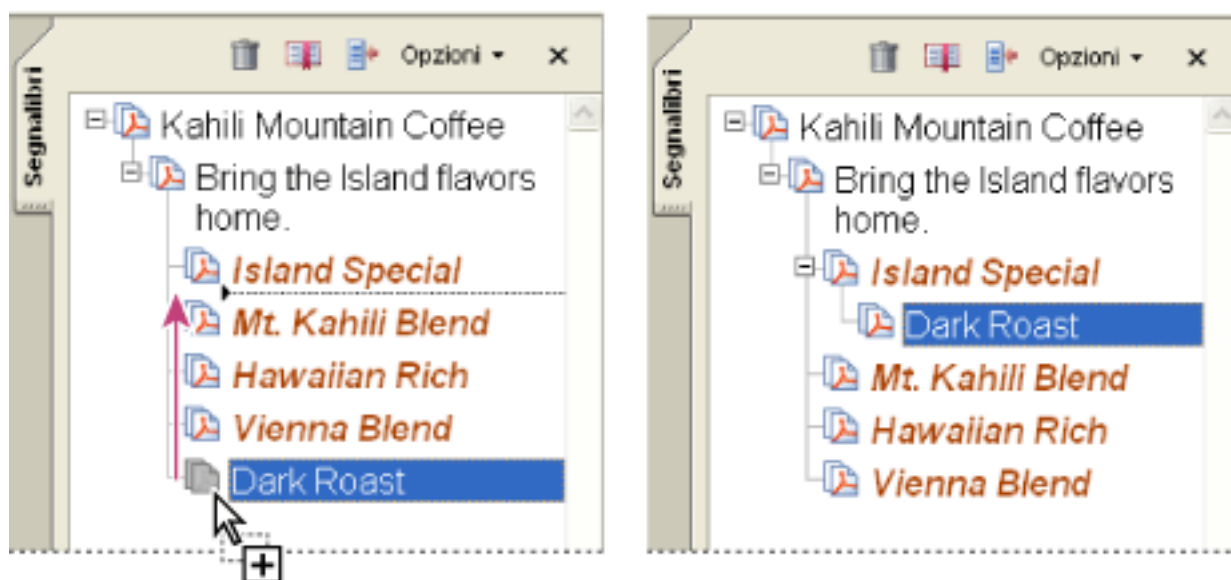 Segnalibri
Opzioni
Kahili Mountain Coffee
Bring the Island flavors
home.
Island Special
Mt. Kahili Blend
Hawaiian Rich
Vienna Blend
Dark Roast
Segnalibri
Opzioni
Kahili Mountain Coffee
Bring the Island flavors
home.
Island Special
Dark Roast
Mt. Kahili Blend
Hawaiian Rich
Vienna Blend